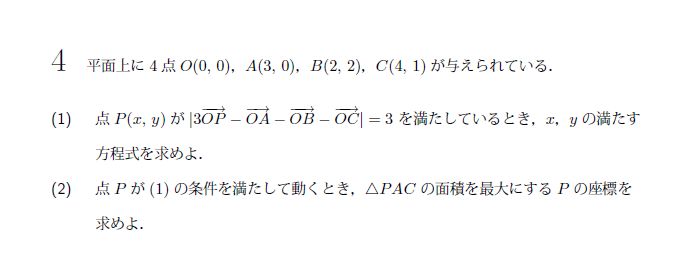 4 平面上に 4 点 O(0, 0), A(3, 0), B(2, 2), C(4, 1) が与えられている.
(1) 点 P(x, y) が |3\overrightarrow{OP} − \overrightarrow{OA} − \overrightarrow{OB} − \overrightarrow{OC}| = 3 を満たしているとき, x, y の満たす
方程式を求めよ.
(2) 点 P が (1) の条件を満たして動くとき, △PAC の面積を最大にする P の座標を
求めよ.